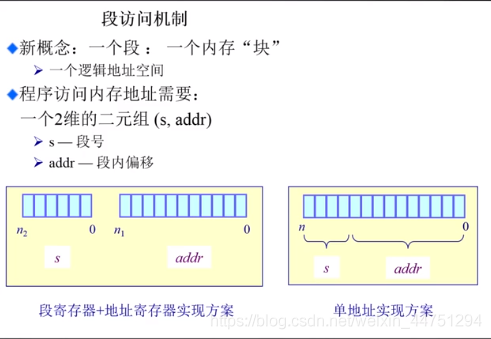 段访问机制
新概念：一个段： 一个内存“块”
一个逻辑地址空间
程序访问内存地址需要：
一个2维的二元组 (s, addr)
s — 段号
addr — 段内偏移
n2 0 n1 0
s addr
n 0
s addr
段寄存器+地址寄存器实现方案
单地址实现方案
https://blog.csdn.net/weixin_44751294